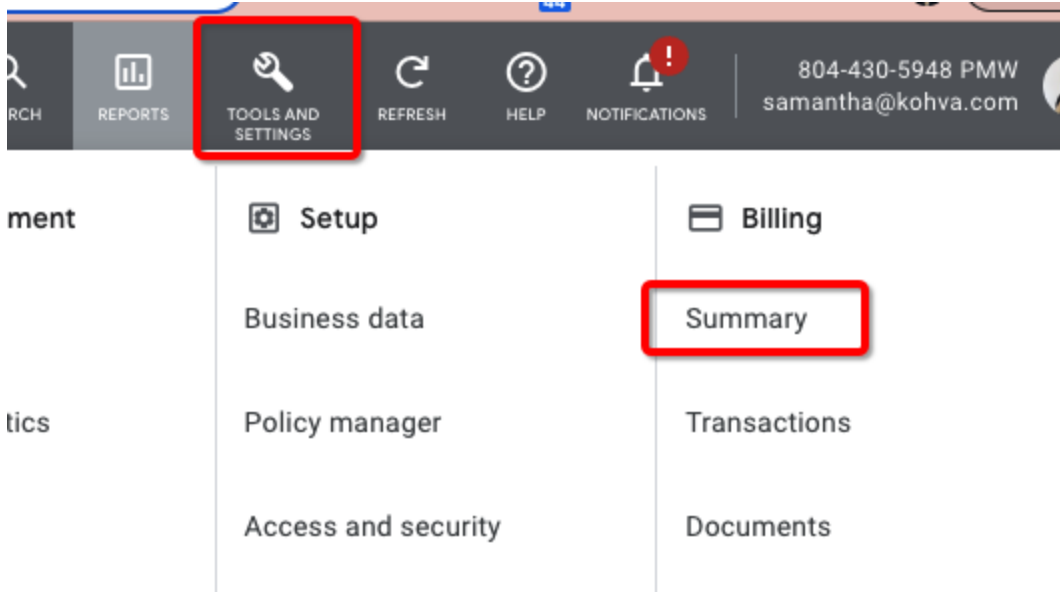 44
RCH
REPORTS
TOOLS AND
SETTINGS
REFRESH
HELP
NOTIFICATIONS
!
804-430-5948 PMW
samantha@kohva.com
ment
Setup
Billing
Business data
Summary
tics
Policy manager
Transactions
Access and security
Documents